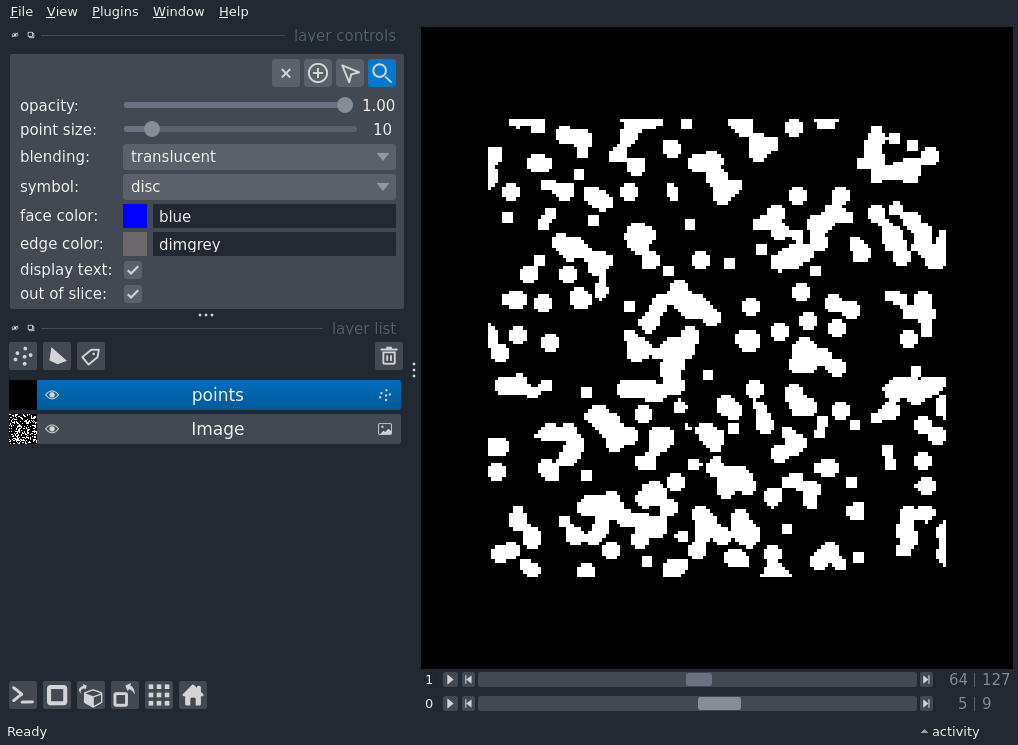 File View Plugins Window Help
layer controls
opacity: 1.00
point size: 10
blending: translucent
symbol: disc
face color: blue
edge color: dimgrey
display text:
out of slice:
layer list
points
Image
1 64 | 127
0 5 | 9
Ready activity